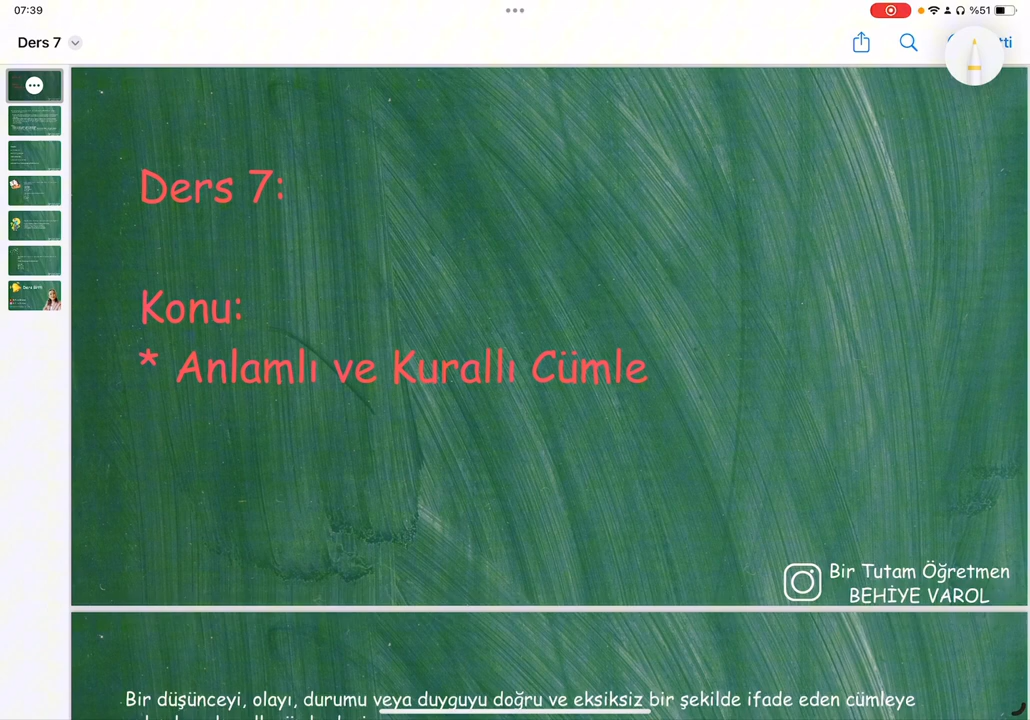 07:39
%51
Ders 7
Ders 7:
Konu:
* Anlamlı ve Kurallı Cümle
Bir Tutam Öğretmen
BEHİYE VAROL
Bir düşünceyi, olayı, durumu veya duyguyu doğru ve eksiksiz bir şekilde ifade eden cümleye